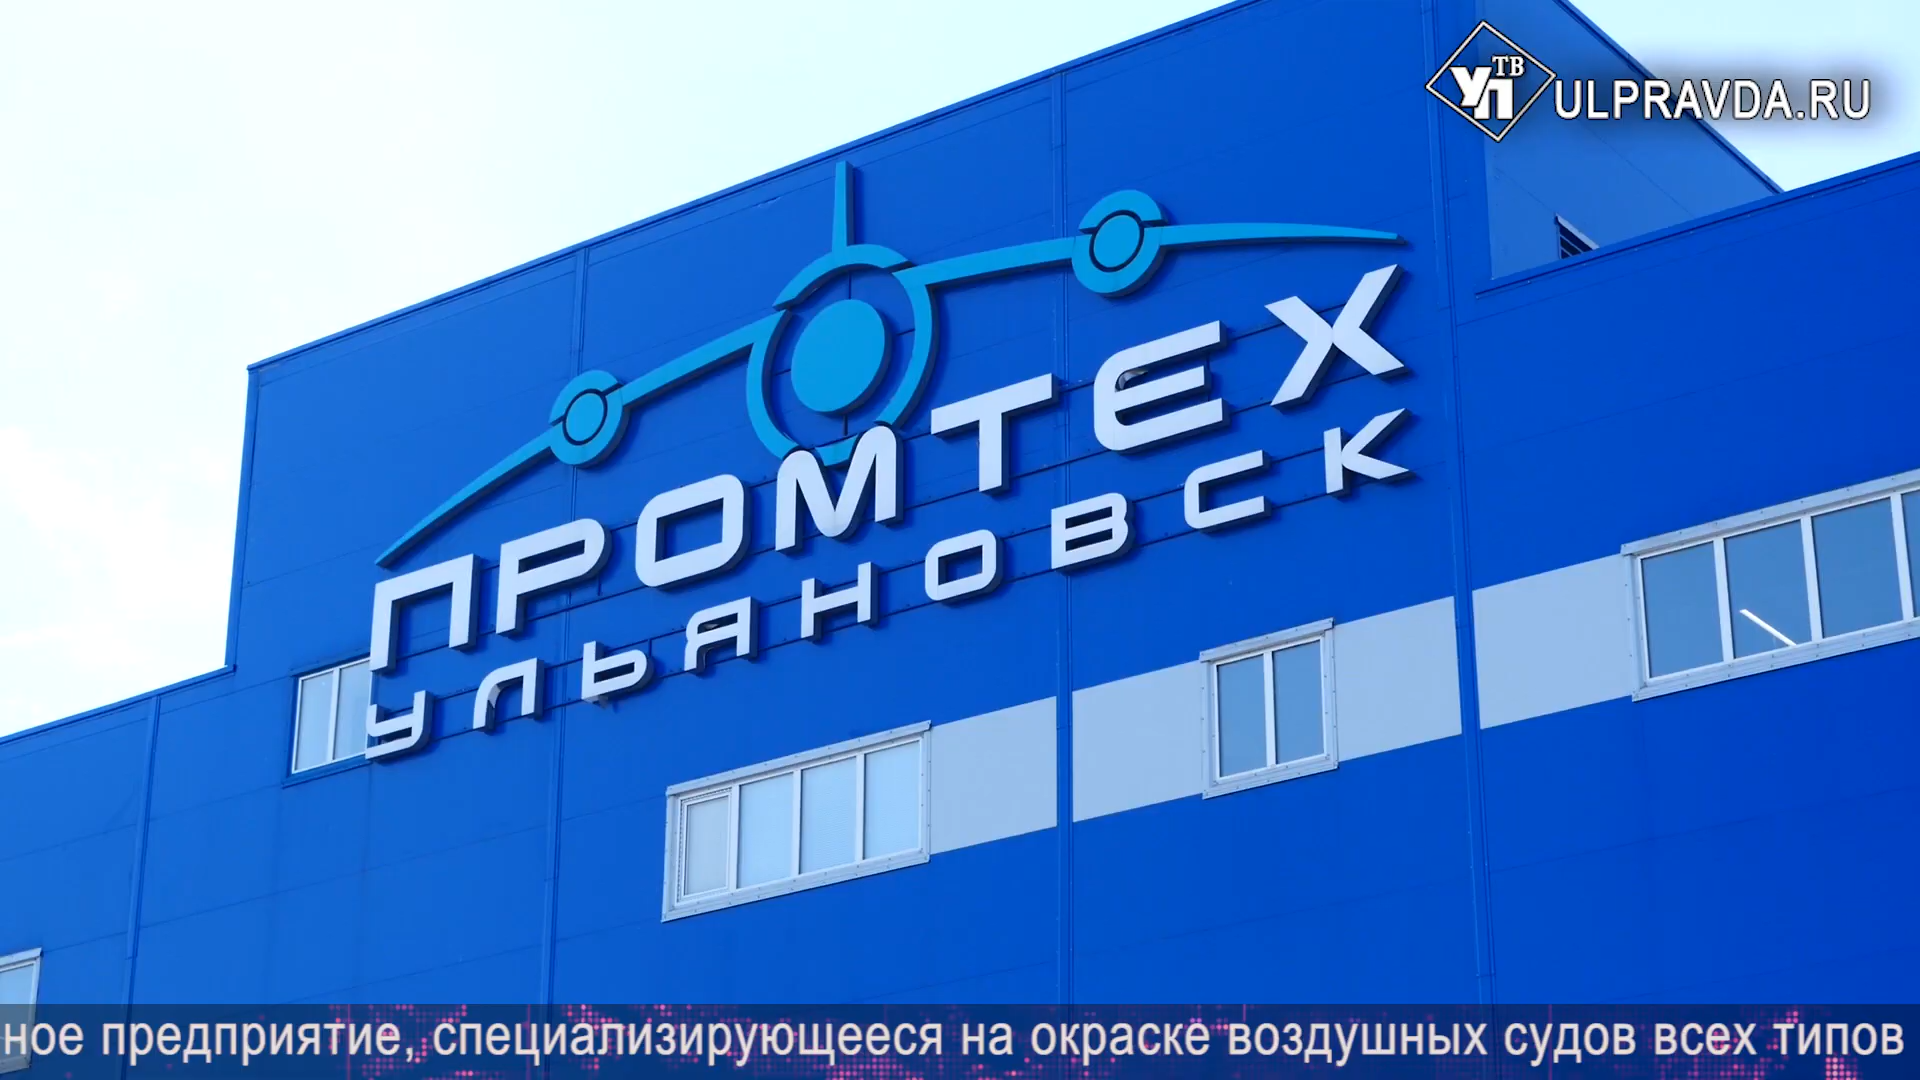 УП ТВ ULPRAVDA.RU
ПРОМТЕХ
УЛЬЯНОВСК
ное предприятие, специализирующееся на окраске воздушных судов всех типов